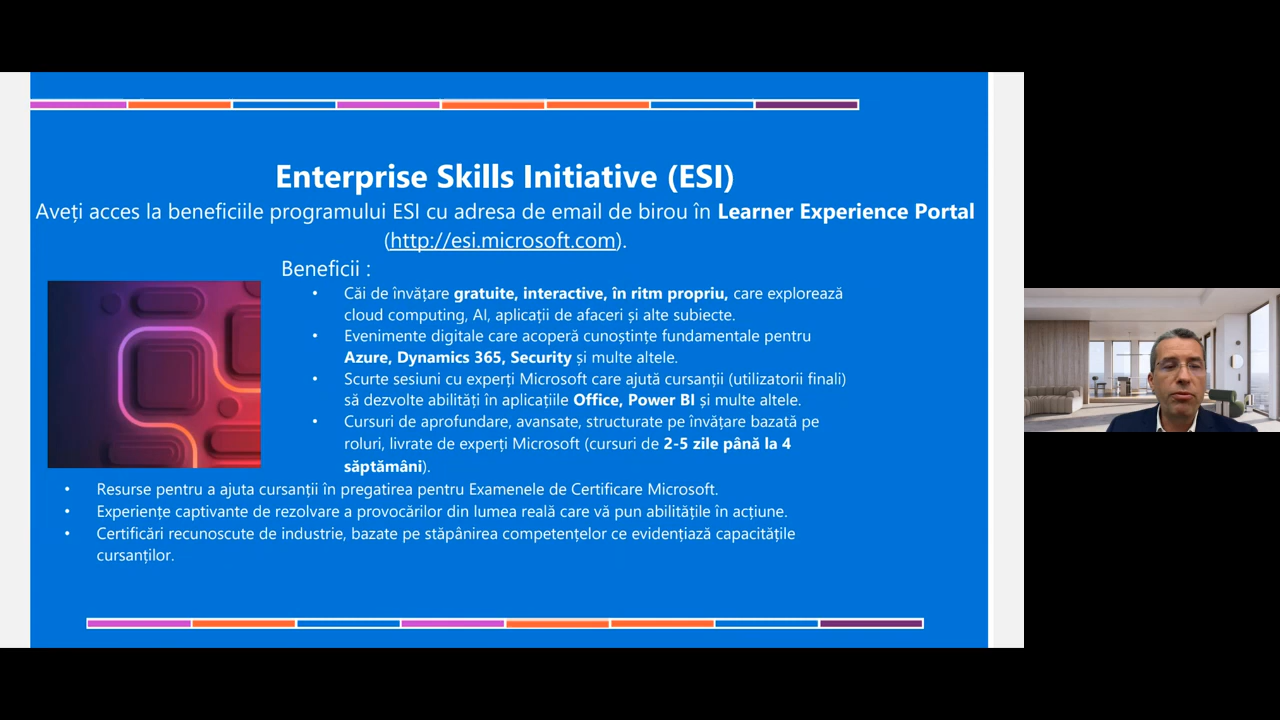 Enterprise Skills Initiative (ESI)
Aveți acces la beneficiile programului ESI cu adresa de email de birou în Learner Experience Portal
(http://esi.microsoft.com).
Beneficii :
• Căi de învățare gratuite, interactive, în ritm propriu, care explorează
cloud computing, AI, aplicații de afaceri și alte subiecte.
• Evenimente digitale care acoperă cunoștințe fundamentale pentru
Azure, Dynamics 365, Security și multe altele.
• Scurte sesiuni cu experți Microsoft care ajută cursanții (utilizatorii finali)
să dezvolte abilități în aplicațiile Office, Power BI și multe altele.
• Cursuri de aprofundare, avansate, structurate pe învățare bazată pe
roluri, livrate de experți Microsoft (cursuri de 2-5 zile până la 4
săptămâni).
• Resurse pentru a ajuta cursanții în pregatirea pentru Examenele de Certificare Microsoft.
• Experiențe captivante de rezolvare a provocărilor din lumea reală care vă pun abilitățile în acțiune.
• Certificări recunoscute de industrie, bazate pe stăpânirea competențelor ce evidențiază capacitățile
cursanților.